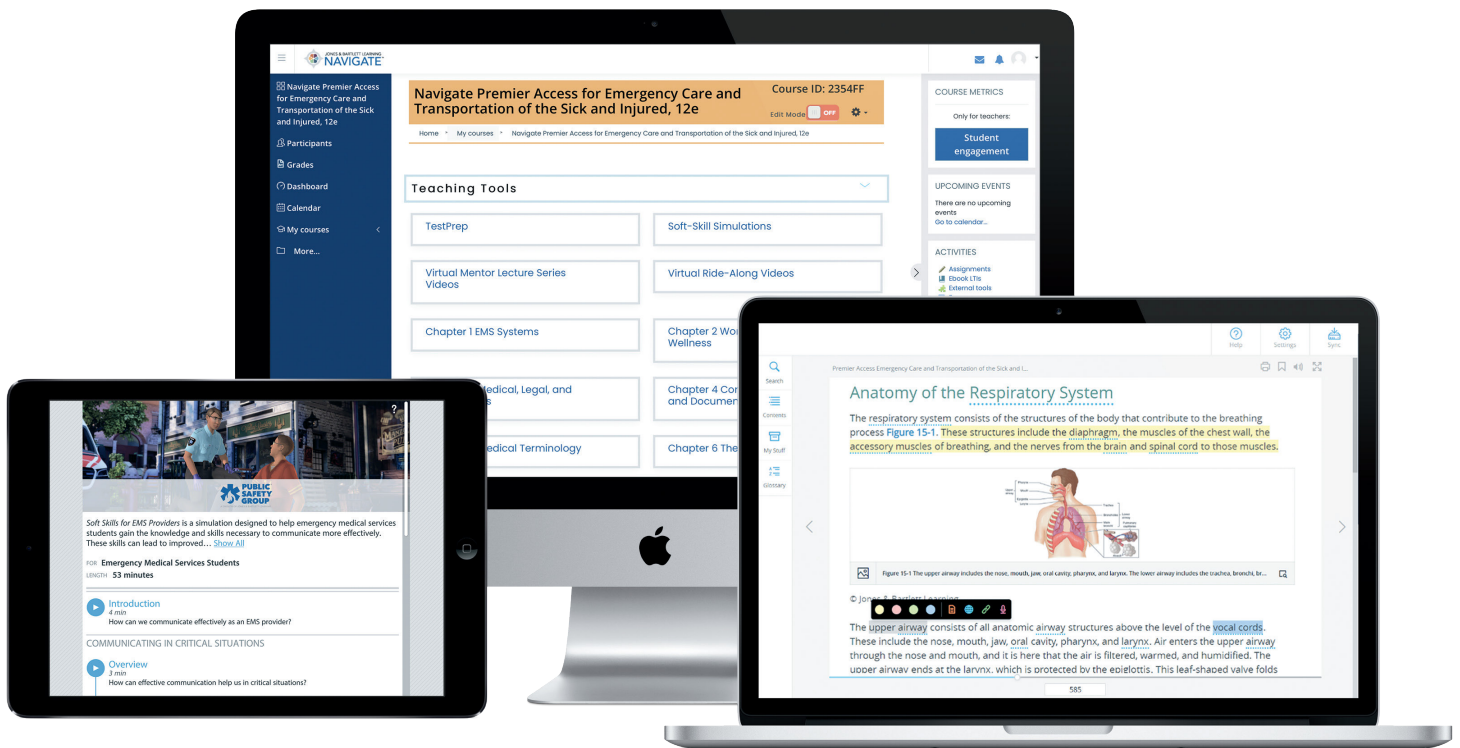 JONES & BARTLETT LEARNING
NAVIGATE
Navigate Premier Access
for Emergency Care and
Transportation of the Sick
and Injured, 12e
Participants
Grades
Dashboard
Calendar
My courses
More...
Navigate Premier Access for Emergency Care and
Transportation of the Sick and Injured, 12e
Course ID: 2354FF
Edit Mode OFF
Home
My courses
Navigate Premier Access for Emergency Care and Transportation of the Sick and Injured, 12e
Teaching Tools
TestPrep
Soft-Skill Simulations
Virtual Mentor Lecture Series
Videos
Virtual Ride-Along Videos
Chapter 1 EMS Systems
Chapter 2
Wellness
Medical, Legal, and
Chapter 4
and
Medical Terminology
Chapter 6
COURSE METRICS
Only for teachers:
Student
engagement
UPCOMING EVENTS
There are no upcoming
events
Go to calendar...
ACTIVITIES
Assignments
Ebook LTIs
External tools
?
PUBLIC
SAFETY
GROUP
Soft Skills for EMS Providers is a simulation designed to help emergency medical services
students gain the knowledge and skills necessary to communicate more effectively.
These skills can lead to improved... Show All
FOR Emergency Medical Services Students
LENGTH 53 minutes
Introduction
4 min
How can we communicate effectively as an EMS provider?
COMMUNICATING IN CRITICAL SITUATIONS
Overview
3 min
How can effective communication help us in critical situations?
Help
Settings
Sync
Search
Contents
My Stuff
Glossary
Premier Access Emergency Care and Transportation of the Sick and I...
Anatomy of the Respiratory System
The respiratory system consists of the structures of the body that contribute to the breathing
process Figure 15-1. These structures include the diaphragm, the muscles of the chest wall, the
accessory muscles of breathing, and the nerves from the brain and spinal cord to those muscles.
Figure 15-1 The upper airway includes the nose, mouth, jaw, oral cavity, pharynx, and larynx. The lower airway includes the trachea, bronchi, br...
© Jones & Bartlett Learning
The upper airway consists of all anatomic airway structures above the level of the vocal cords.
These include the nose, mouth, jaw, oral cavity, pharynx, and larynx. Air enters the upper airway
through the nose and mouth, and it is here that the air is filtered, warmed, and humidified. The
upper airway ends at the larynx, which is protected by the epiglottis. This leaf-shaped valve folds
585